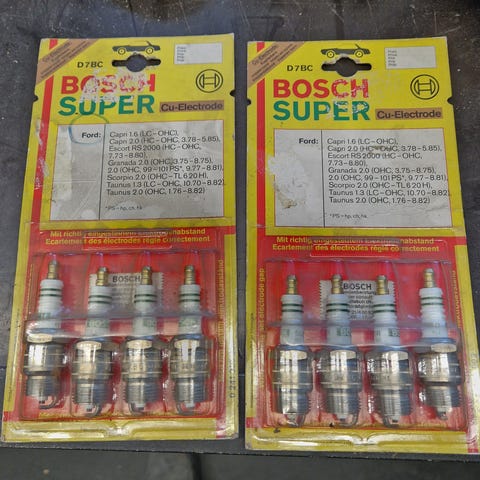 D7BC
BOSCH
SUPER
Cu-Electrode
Ford:
Capri 1.6 (LC-OHC),
Capri 2.0 (HC-OHC, 3.78-5.85),
Escort RS 2000 (HC-OHC,
7,73-8.80),
Granada 2.0 (OHC, 3.75-8.75),
2.0 (OHC, 99-101 PS*, 9.77-8.81),
Scorpio 2.0 (OHC-TL 6 20 H),
Taunus 1.3 (LC-OHC, 10.70-8.82),
Taunus 2.0 (OHC, 1.76-8.82)
*PS=hp, ch, hk
Mit richtig eingestelltem Elektrodenabstand
Ecartement des électrodes réglé correctement
BOSCH
D7BC
BOSCH
SUPER
Cu-Electrode
Ford:
Capri 1.6 (LC-OHC),
Capri 2.0 (HC-OHC, 3.78-5.85),
Escort RS 2000 (HC-OHC,
7,73-8.80),
Granada 2.0 (OHC, 3.75-8.75),
2.0 (OHC, 99-101 PS*, 9.77-8.81),
Scorpio 2.0 (OHC-TL 6 20 H),
Taunus 1.3 (LC-OHC, 10.70-8.82),
Taunus 2.0 (OHC, 1.76-8.82)
*PS=hp, ch, hk
Mit richtig eingestelltem Elektrodenabstand
Ecartement des électrodes réglé correctement
BOSCH